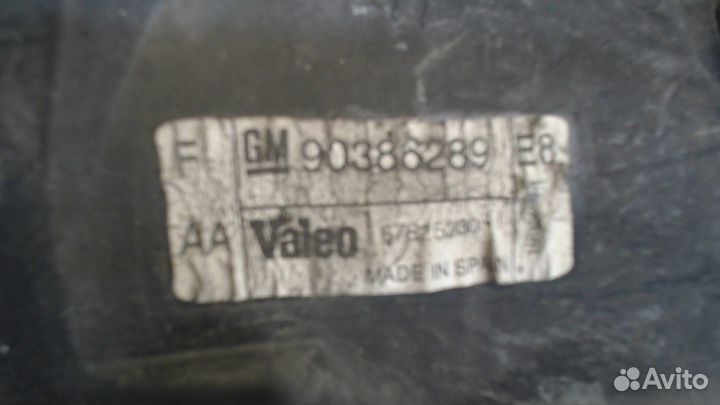 F GM 90386289 E8
AA Valeo
MADE IN SPAIN
Avito